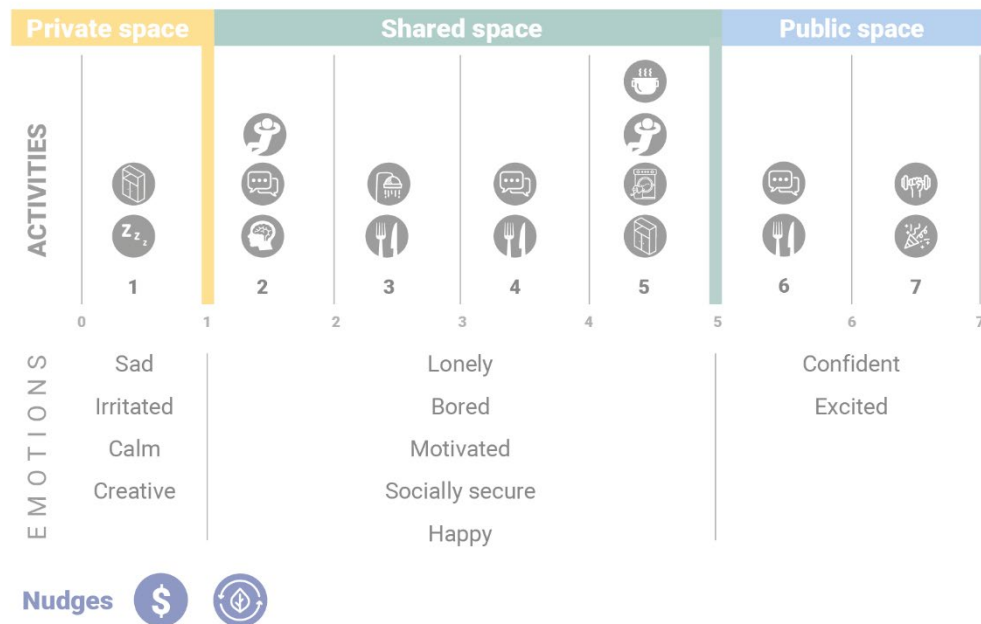 Private space Shared space Public space
ACTIVITIES
Z z z
1 2 3 4 5 6 7
0 1 2 3 4 5 6 7
EMOTIONS
Sad Lonely Confident
Irritated Bored Excited
Calm Motivated
Creative Socially secure
Happy
Nudges $